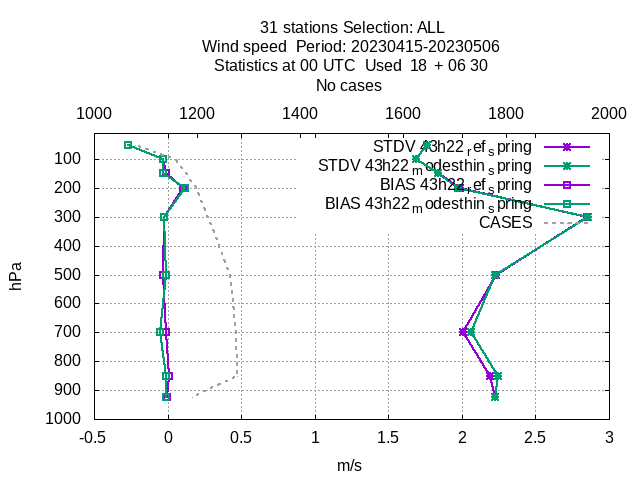 31 stations Selection: ALL
Wind speed  Period: 20230415-20230506
Statistics at 00 UTC  Used  18  + 06 30
No cases
1000 1200 1400 1600 1800 2000
STDV 43h22_ref_spring
STDV 43h22_modesthin_spring
BIAS 43h22_ref_spring
BIAS 43h22_modesthin_spring
CASES
100
200
300
400
500
600
700
800
900
1000
hPa
-0.5 0 0.5 1 1.5 2 2.5 3
m/s